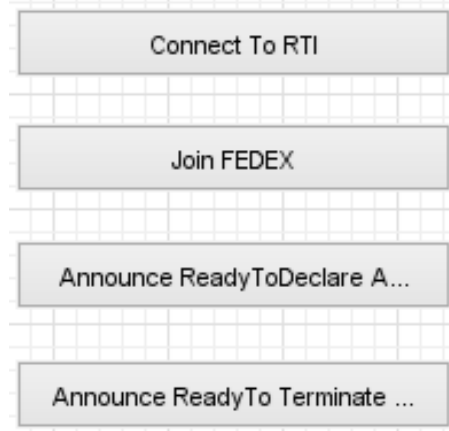 Connect To RTI
Join FEDEX
Announce ReadyToDeclare A...
Announce ReadyTo Terminate ...